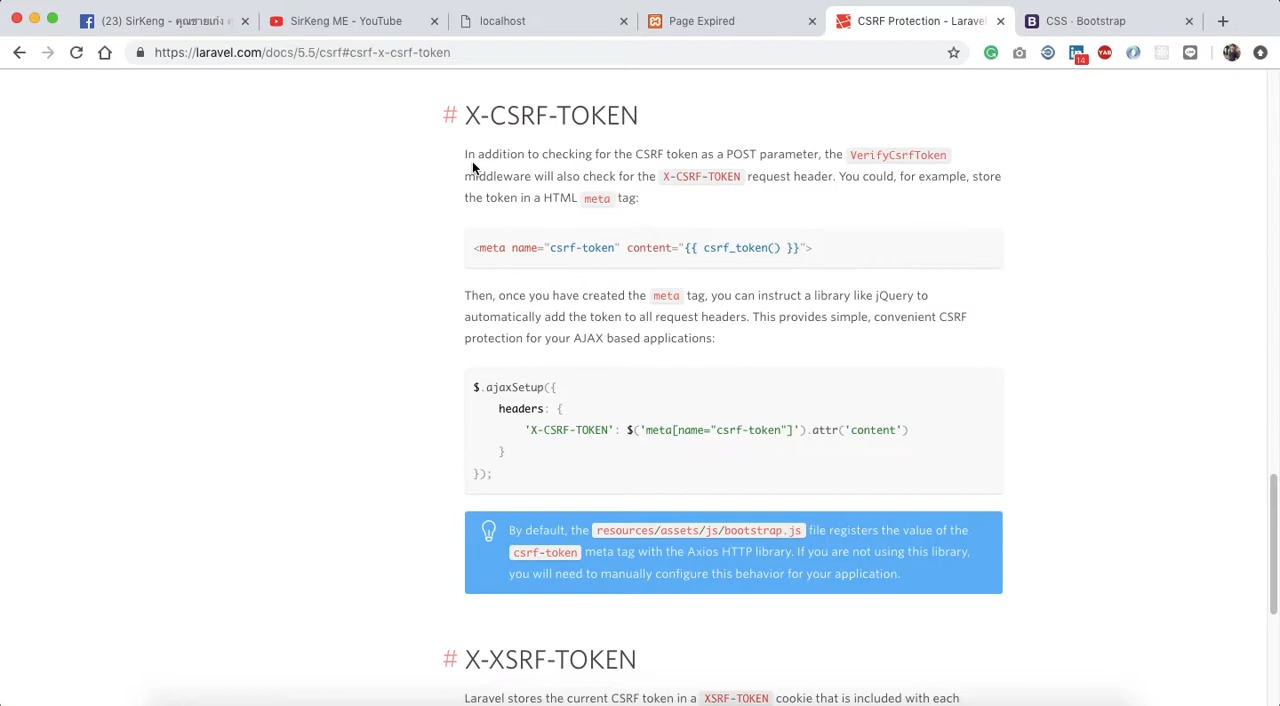 (23) SirKeng - คุณชายเก่ง
SirKeng ME - YouTube
localhost
Page Expired
CSRF Protection - Laravel
CSS · Bootstrap
https://laravel.com/docs/5.5/csrf#csrf-x-csrf-token
14
YAB
# X-CSRF-TOKEN
In addition to checking for the CSRF token as a POST parameter, the VerifyCsrfToken
middleware will also check for the X-CSRF-TOKEN request header. You could, for example, store
the token in a HTML meta tag:
<meta name="csrf-token" content="{{ csrf_token() }}">
Then, once you have created the meta tag, you can instruct a library like jQuery to
automatically add the token to all request headers. This provides simple, convenient CSRF
protection for your AJAX based applications:
$.ajaxSetup({
headers: {
'X-CSRF-TOKEN': $('meta[name="csrf-token"]').attr('content')
}
});
By default, the resources/assets/js/bootstrap.js file registers the value of the
csrf-token meta tag with the Axios HTTP library. If you are not using this library,
you will need to manually configure this behavior for your application.
# X-XSRF-TOKEN
Laravel stores the current CSRF token in a XSRF-TOKEN cookie that is included with each